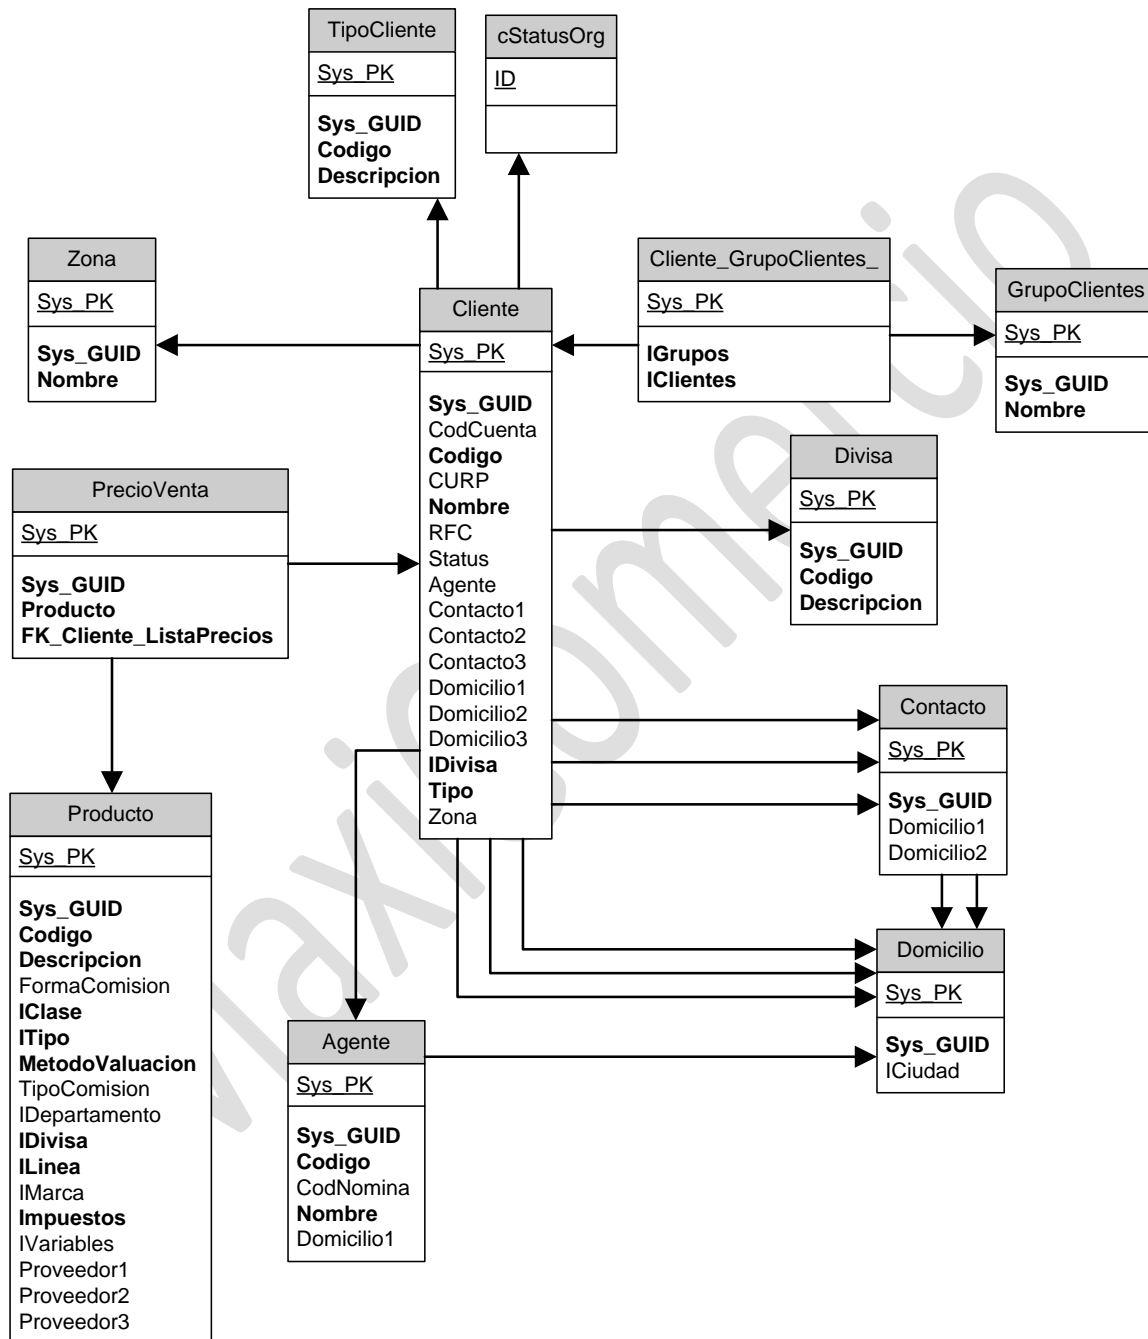 TipoCliente
Sys_PK
Sys_GUID
Codigo
Descripcion
cStatusOrg
ID
Zona
Sys_PK
Sys_GUID
Nombre
Cliente
Sys_PK
Sys_GUID
CodCuenta
Codigo
CURP
Nombre
RFC
Status
Agente
Contacto1
Contacto2
Contacto3
Domicilio1
Domicilio2
Domicilio3
IDivisa
Tipo
Zona
Cliente_GrupoClientes_
Sys_PK
IGrupos
IClientes
GrupoClientes
Sys_PK
Sys_GUID
Nombre
PrecioVenta
Sys_PK
Sys_GUID
Producto
FK_Cliente_ListaPrecios
Divisa
Sys_PK
Sys_GUID
Codigo
Descripcion
Contacto
Sys_PK
Sys_GUID
Domicilio1
Domicilio2
Producto
Sys_PK
Sys_GUID
Codigo
Descripcion
FormaComision
IClase
ITipo
MetodoValuacion
TipoComision
IDepartamento
IDivisa
ILinea
IMarca
Impuestos
IVariables
Proveedor1
Proveedor2
Proveedor3
Agente
Sys_PK
Sys_GUID
Codigo
CodNomina
Nombre
Domicilio1
Domicilio
Sys_PK
Sys_GUID
ICiudad